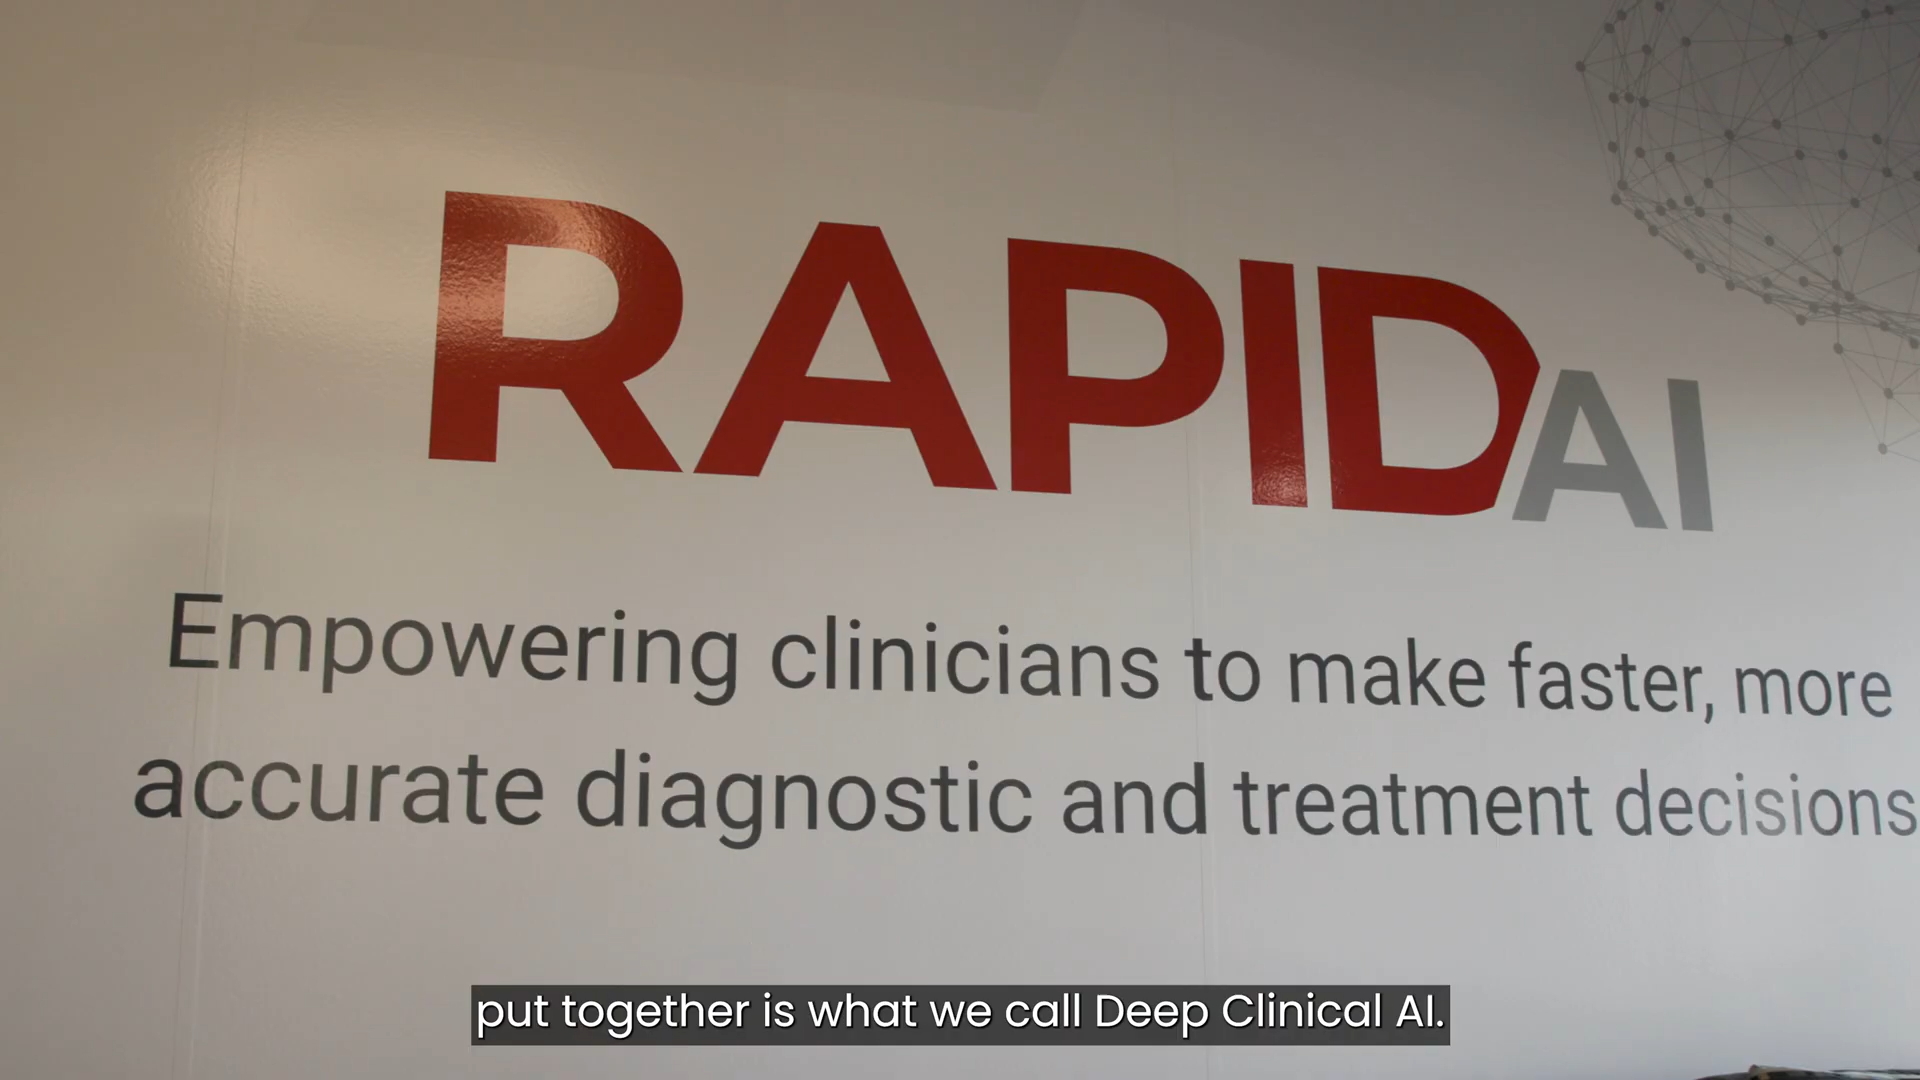 RAPIDAI
Empowering clinicians to make faster, more
accurate diagnostic and treatment decisions
put together is what we call Deep Clinical AI.